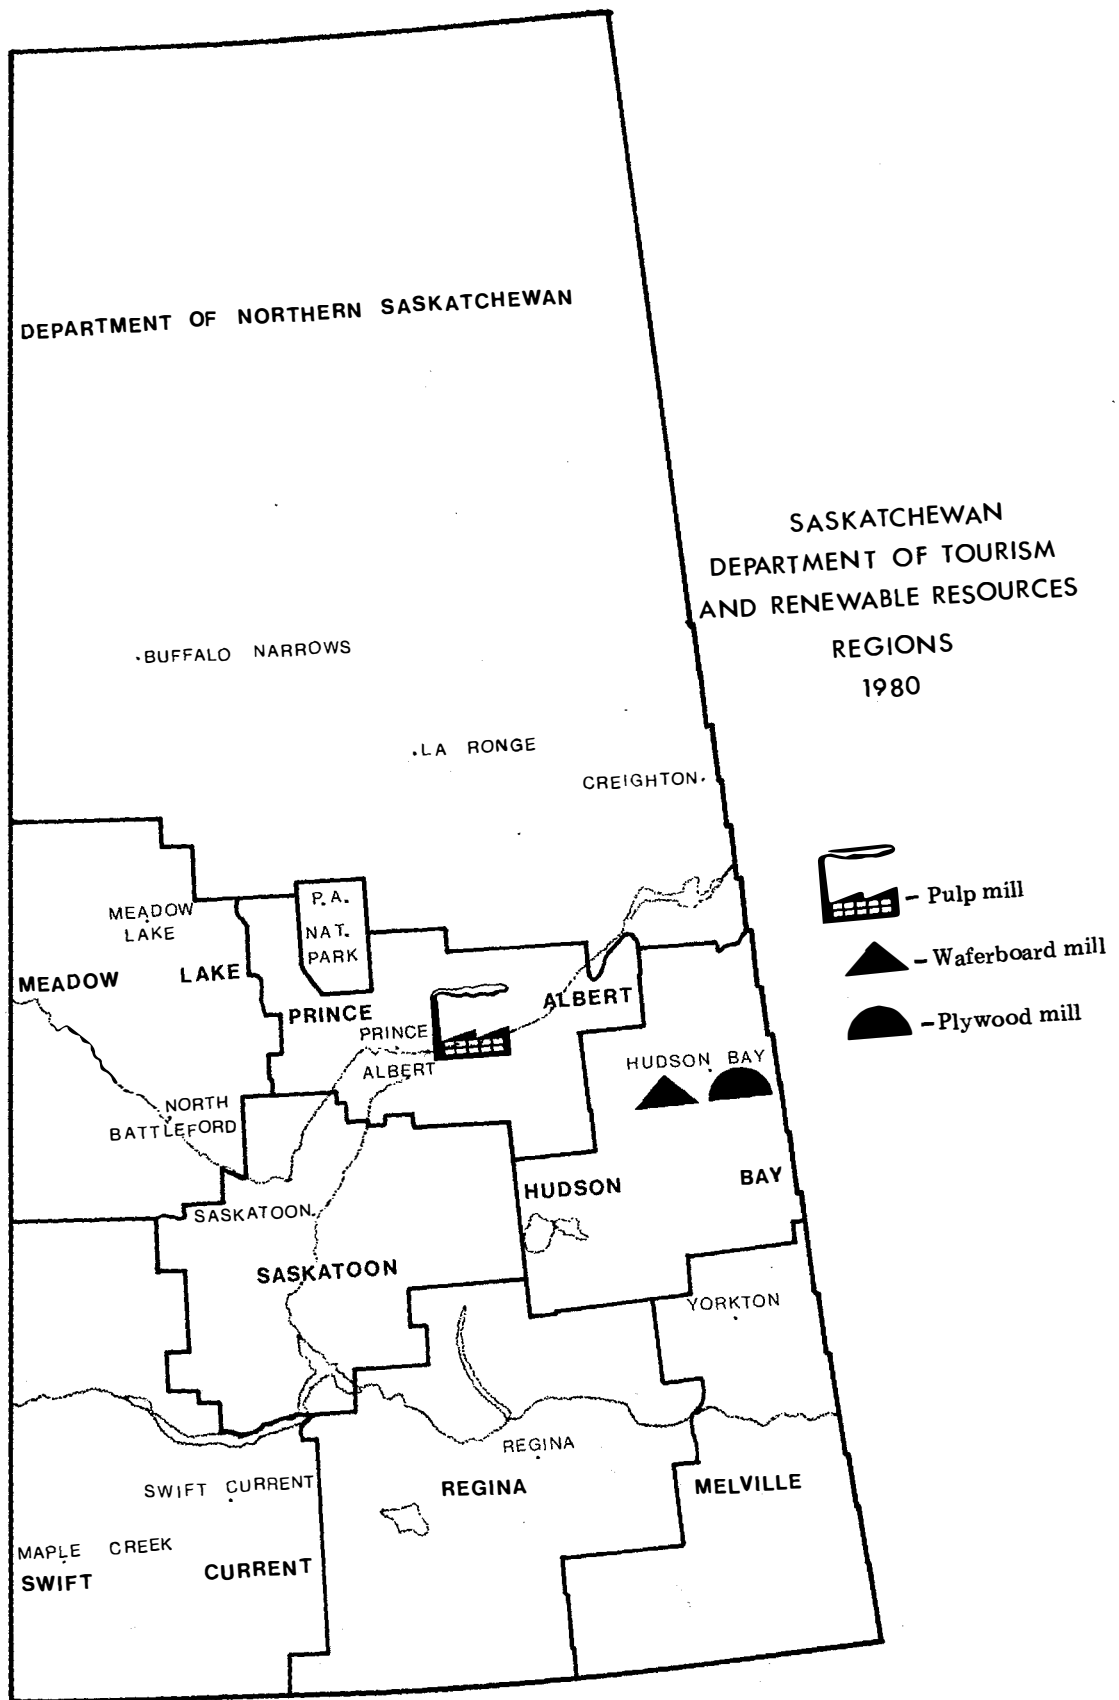 DEPARTMENT OF NORTHERN SASKATCHEWAN
SASKATCHEWAN
DEPARTMENT OF TOURISM
AND RENEWABLE RESOURCES
REGIONS
1980
BUFFALO NARROWS
LA RONGE
CREIGHTON
- Pulp mill
- Waferboard mill
- Plywood mill
P.A.
NAT.
PARK
MEADOW
LAKE
MEADOW LAKE
PRINCE ALBERT
PRINCE
ALBERT
HUDSON BAY
NORTH
BATTLEFORD
HUDSON BAY
SASKATOON
SASKATOON
YORKTON
REGINA
REGINA
MELVILLE
SWIFT CURRENT
MAPLE CREEK
SWIFT CURRENT